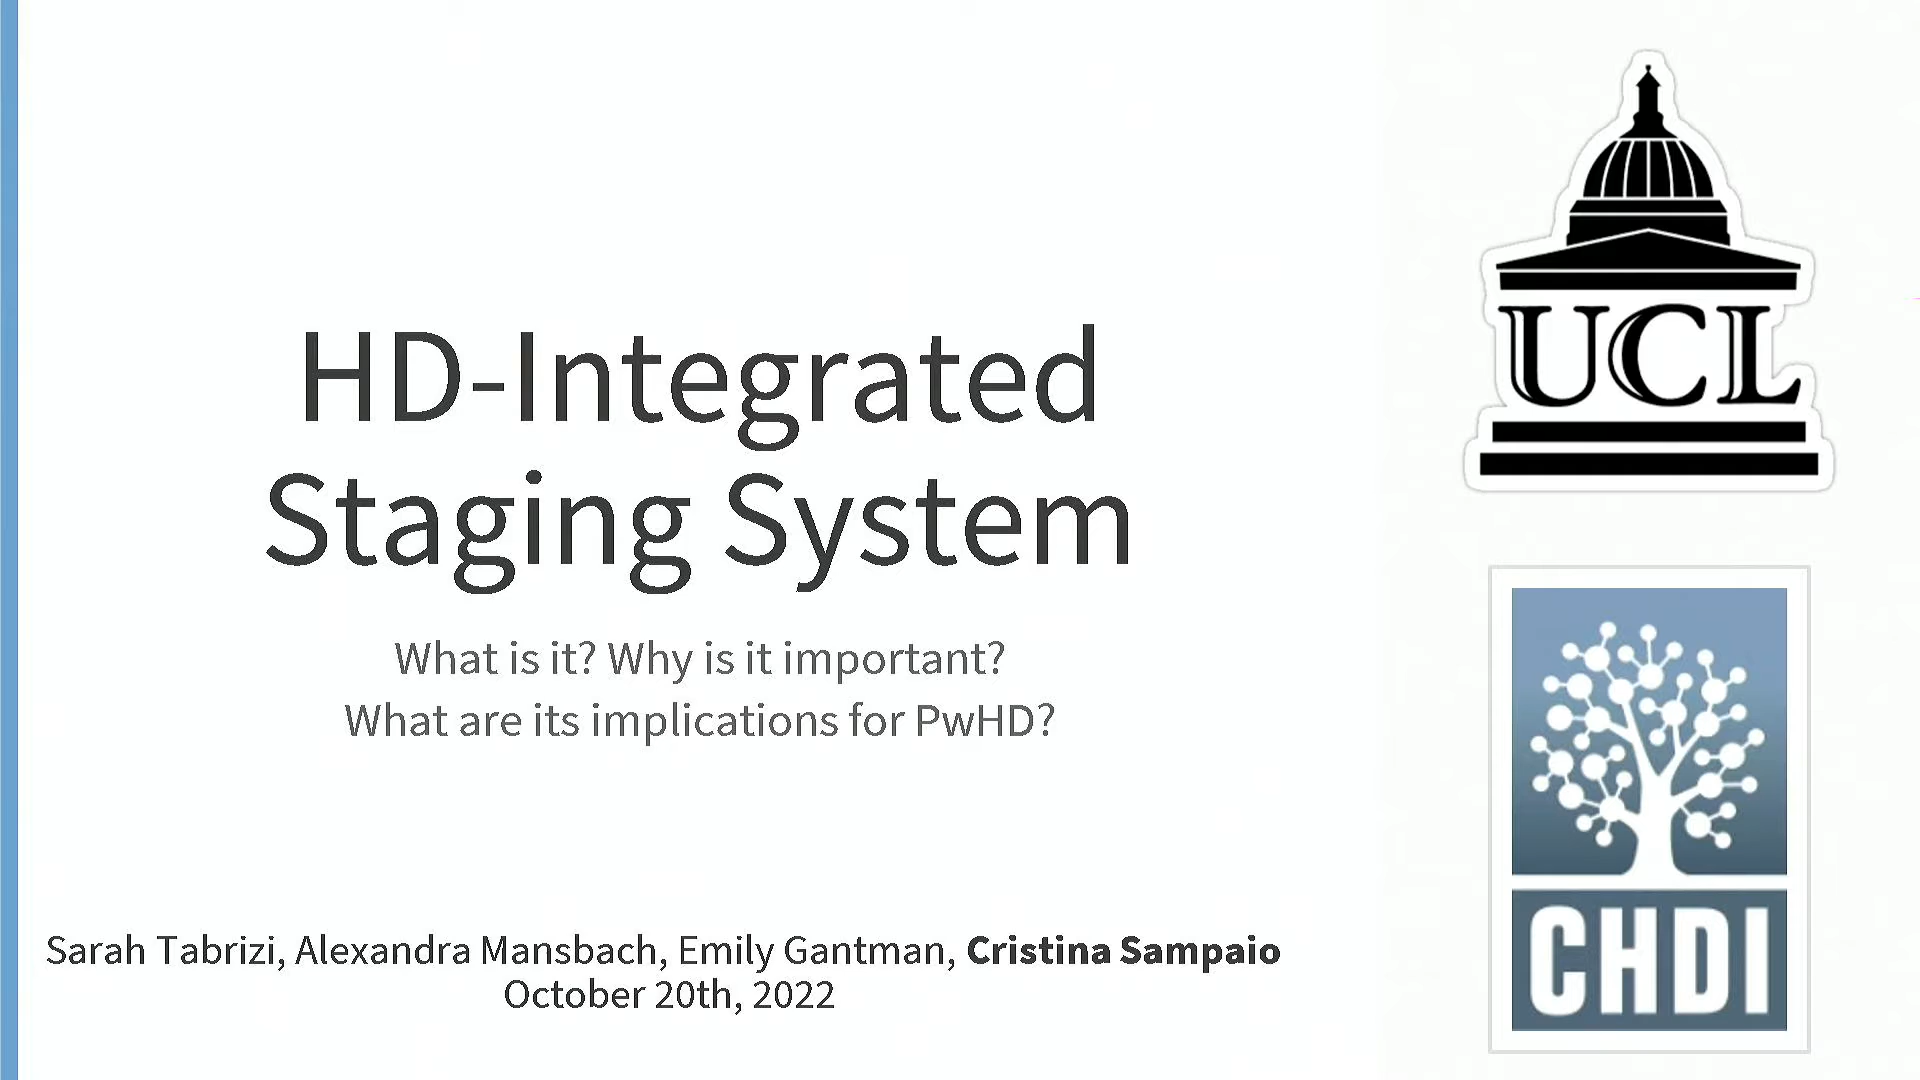 HD-Integrated
Staging System
What is it? Why is it important?
What are its implications for PwHD?
Sarah Tabrizi, Alexandra Mansbach, Emily Gantman, Cristina Sampaio
October 20th, 2022
UCL
CHDI